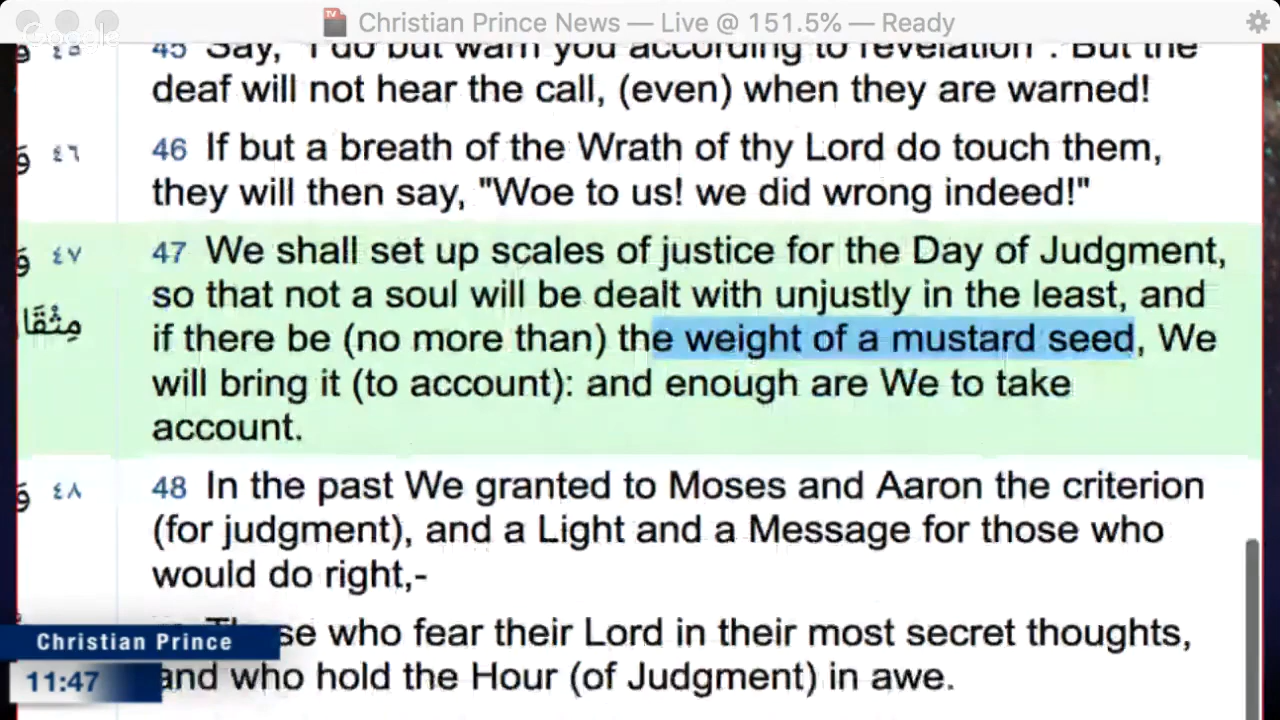 Christian Prince News — Live @ 151.5% — Ready
Google
٤٥ 45 Say, "I do but warn you according to revelation": But the
deaf will not hear the call, (even) when they are warned!
٤٦ 46 If but a breath of the Wrath of thy Lord do touch them,
they will then say, "Woe to us! we did wrong indeed!"
٤٧ 47 We shall set up scales of justice for the Day of Judgment,
so that not a soul will be dealt with unjustly in the least, and
مِثْقَا if there be (no more than) the weight of a mustard seed, We
will bring it (to account): and enough are We to take
account.
٤٨ 48 In the past We granted to Moses and Aaron the criterion
(for judgment), and a Light and a Message for those who
would do right,-
who fear their Lord in their most secret thoughts,
and who hold the Hour (of Judgment) in awe.
Christian Prince
11:47